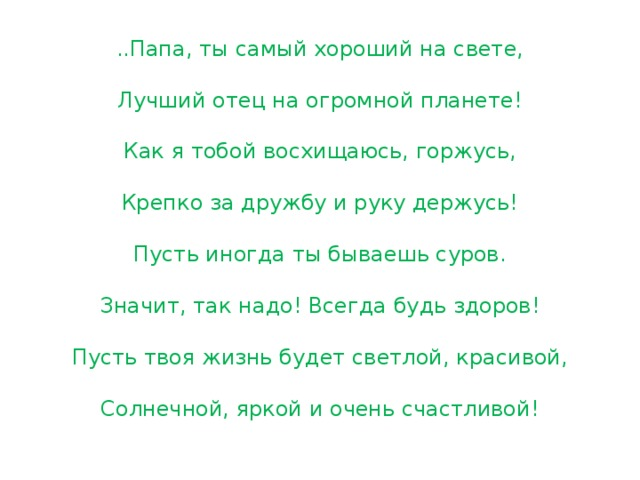 ..Папа, ты самый хороший на свете,
Лучший отец на огромной планете!
Как я тобой восхищаюсь, горжусь,
Крепко за дружбу и руку держусь!
Пусть иногда ты бываешь суров.
Значит, так надо! Всегда будь здоров!
Пусть твоя жизнь будет светлой, красивой,
Солнечной, яркой и очень счастливой!